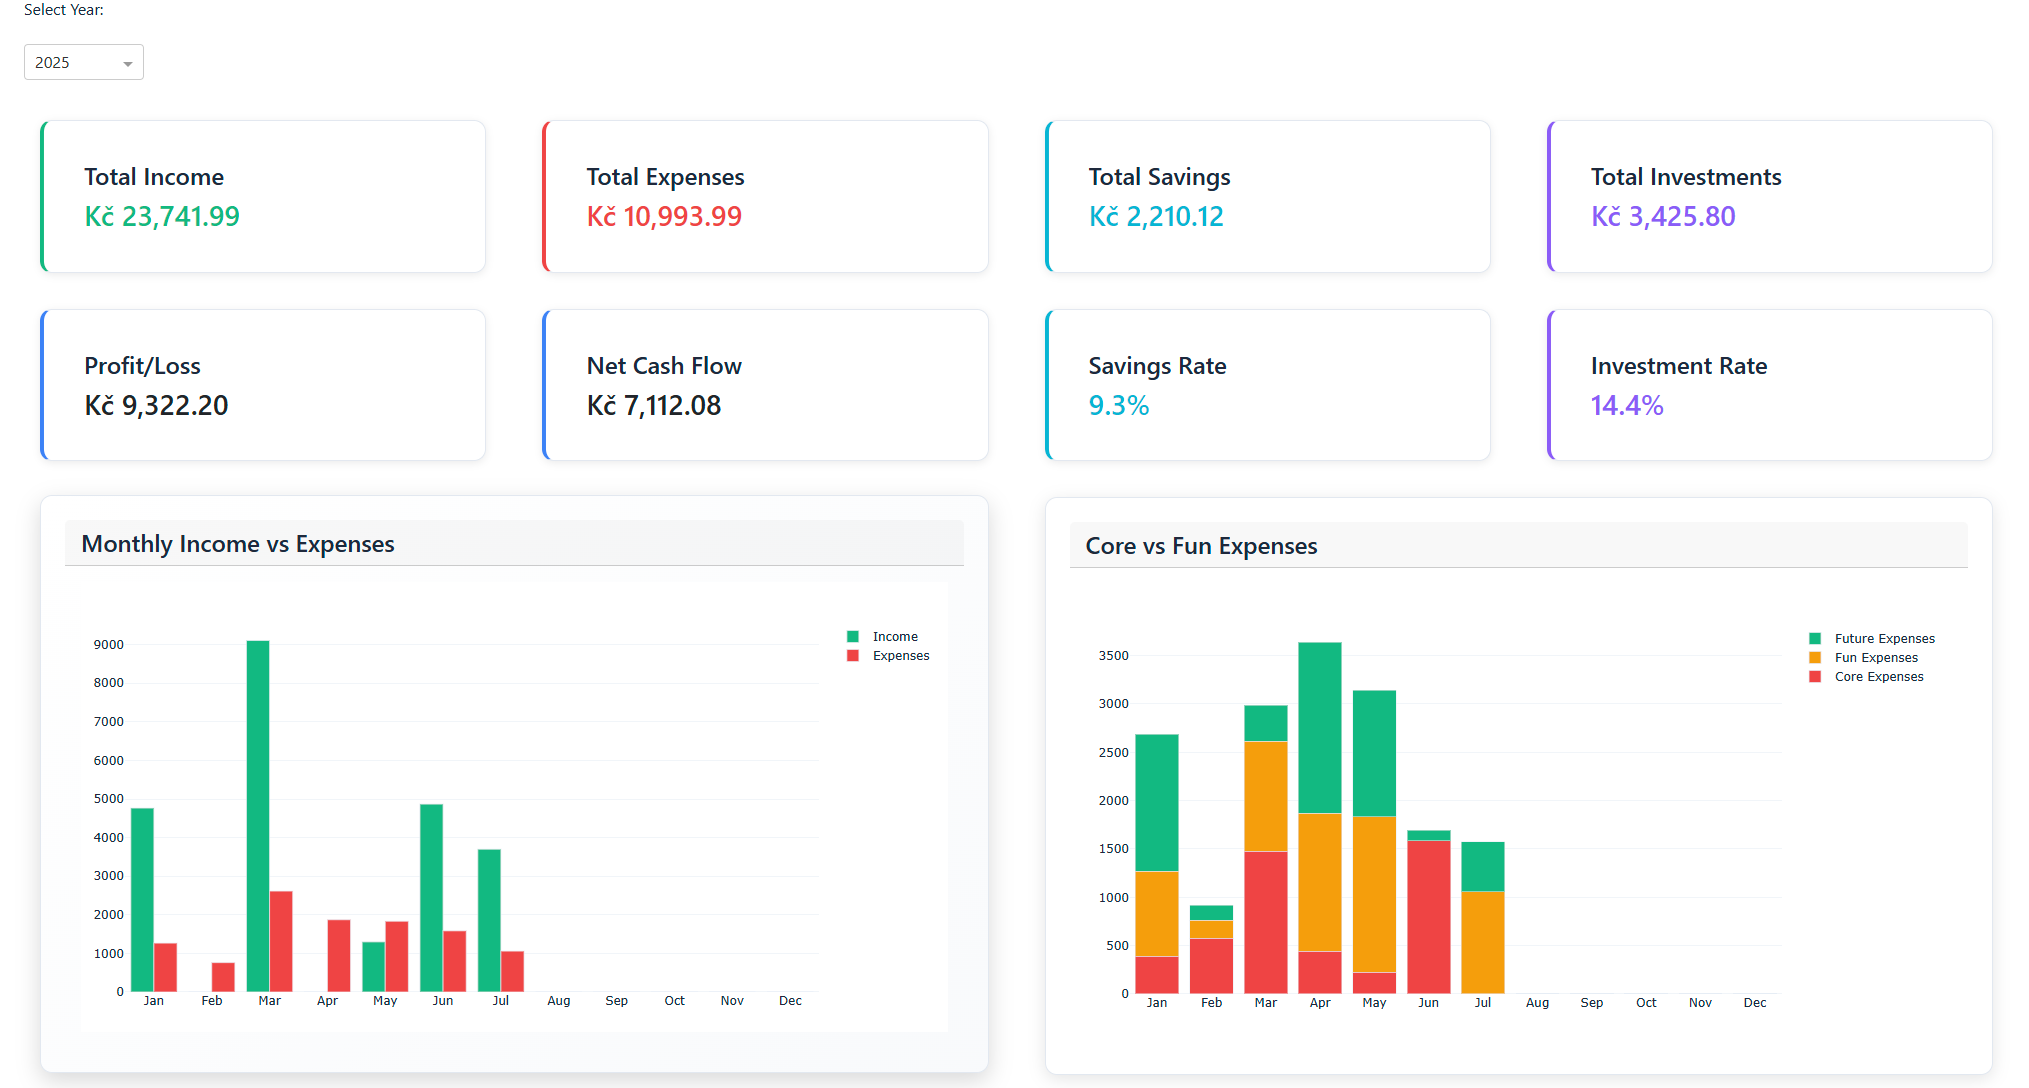 Select Year:
2025
Total Income
Kč 23,741.99
Total Expenses
Kč 10,993.99
Total Savings
Kč 2,210.12
Total Investments
Kč 3,425.80
Profit/Loss
Kč 9,322.20
Net Cash Flow
Kč 7,112.08
Savings Rate
9.3%
Investment Rate
14.4%
Monthly Income vs Expenses
Income
Expenses
9000
8000
7000
6000
5000
4000
3000
2000
1000
0
Jan Feb Mar Apr May Jun Jul Aug Sep Oct Nov Dec
Core vs Fun Expenses
Future Expenses
Fun Expenses
Core Expenses
3500
3000
2500
2000
1500
1000
500
0
Jan Feb Mar Apr May Jun Jul Aug Sep Oct Nov Dec